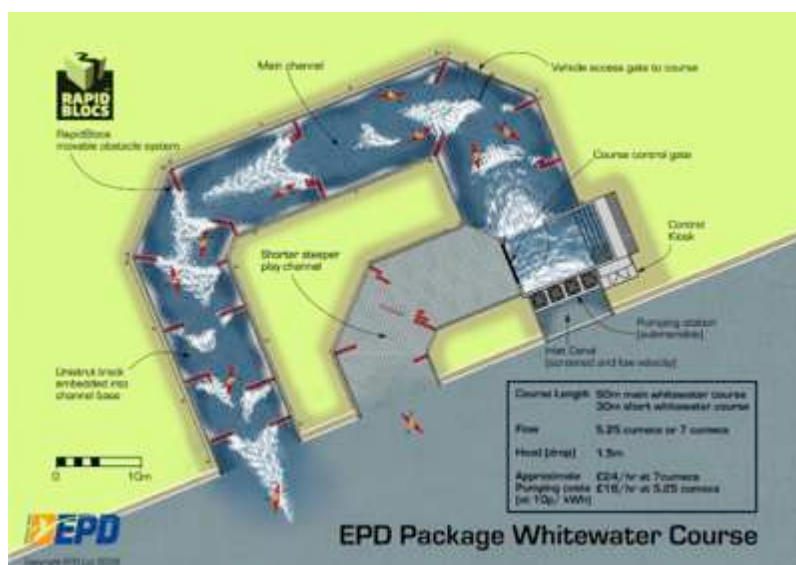 RAPID
BLOCS
RapidBlocs
movable obstacle system
Main channel
Vehicle access gate to course
Course control gate
Control
Kiosk
Shorter steeper
play channel
Pumping station
(submersible)
Inlet Canal
(screened and low velocity)
Unistrut track
embedded into
channel base
Course Length 90m main whitewater course
30m short whitewater course
Flow 5.25 cumecs or 7 cumecs
Head (drop) 1.5m
Approximate £24/hr at 7cumecs
Pumping costs £18/hr at 5.25 cumecs
(at 10p/ kWh)
0 10m
EPD
EPD Package Whitewater Course
Copyright EPD Ltd